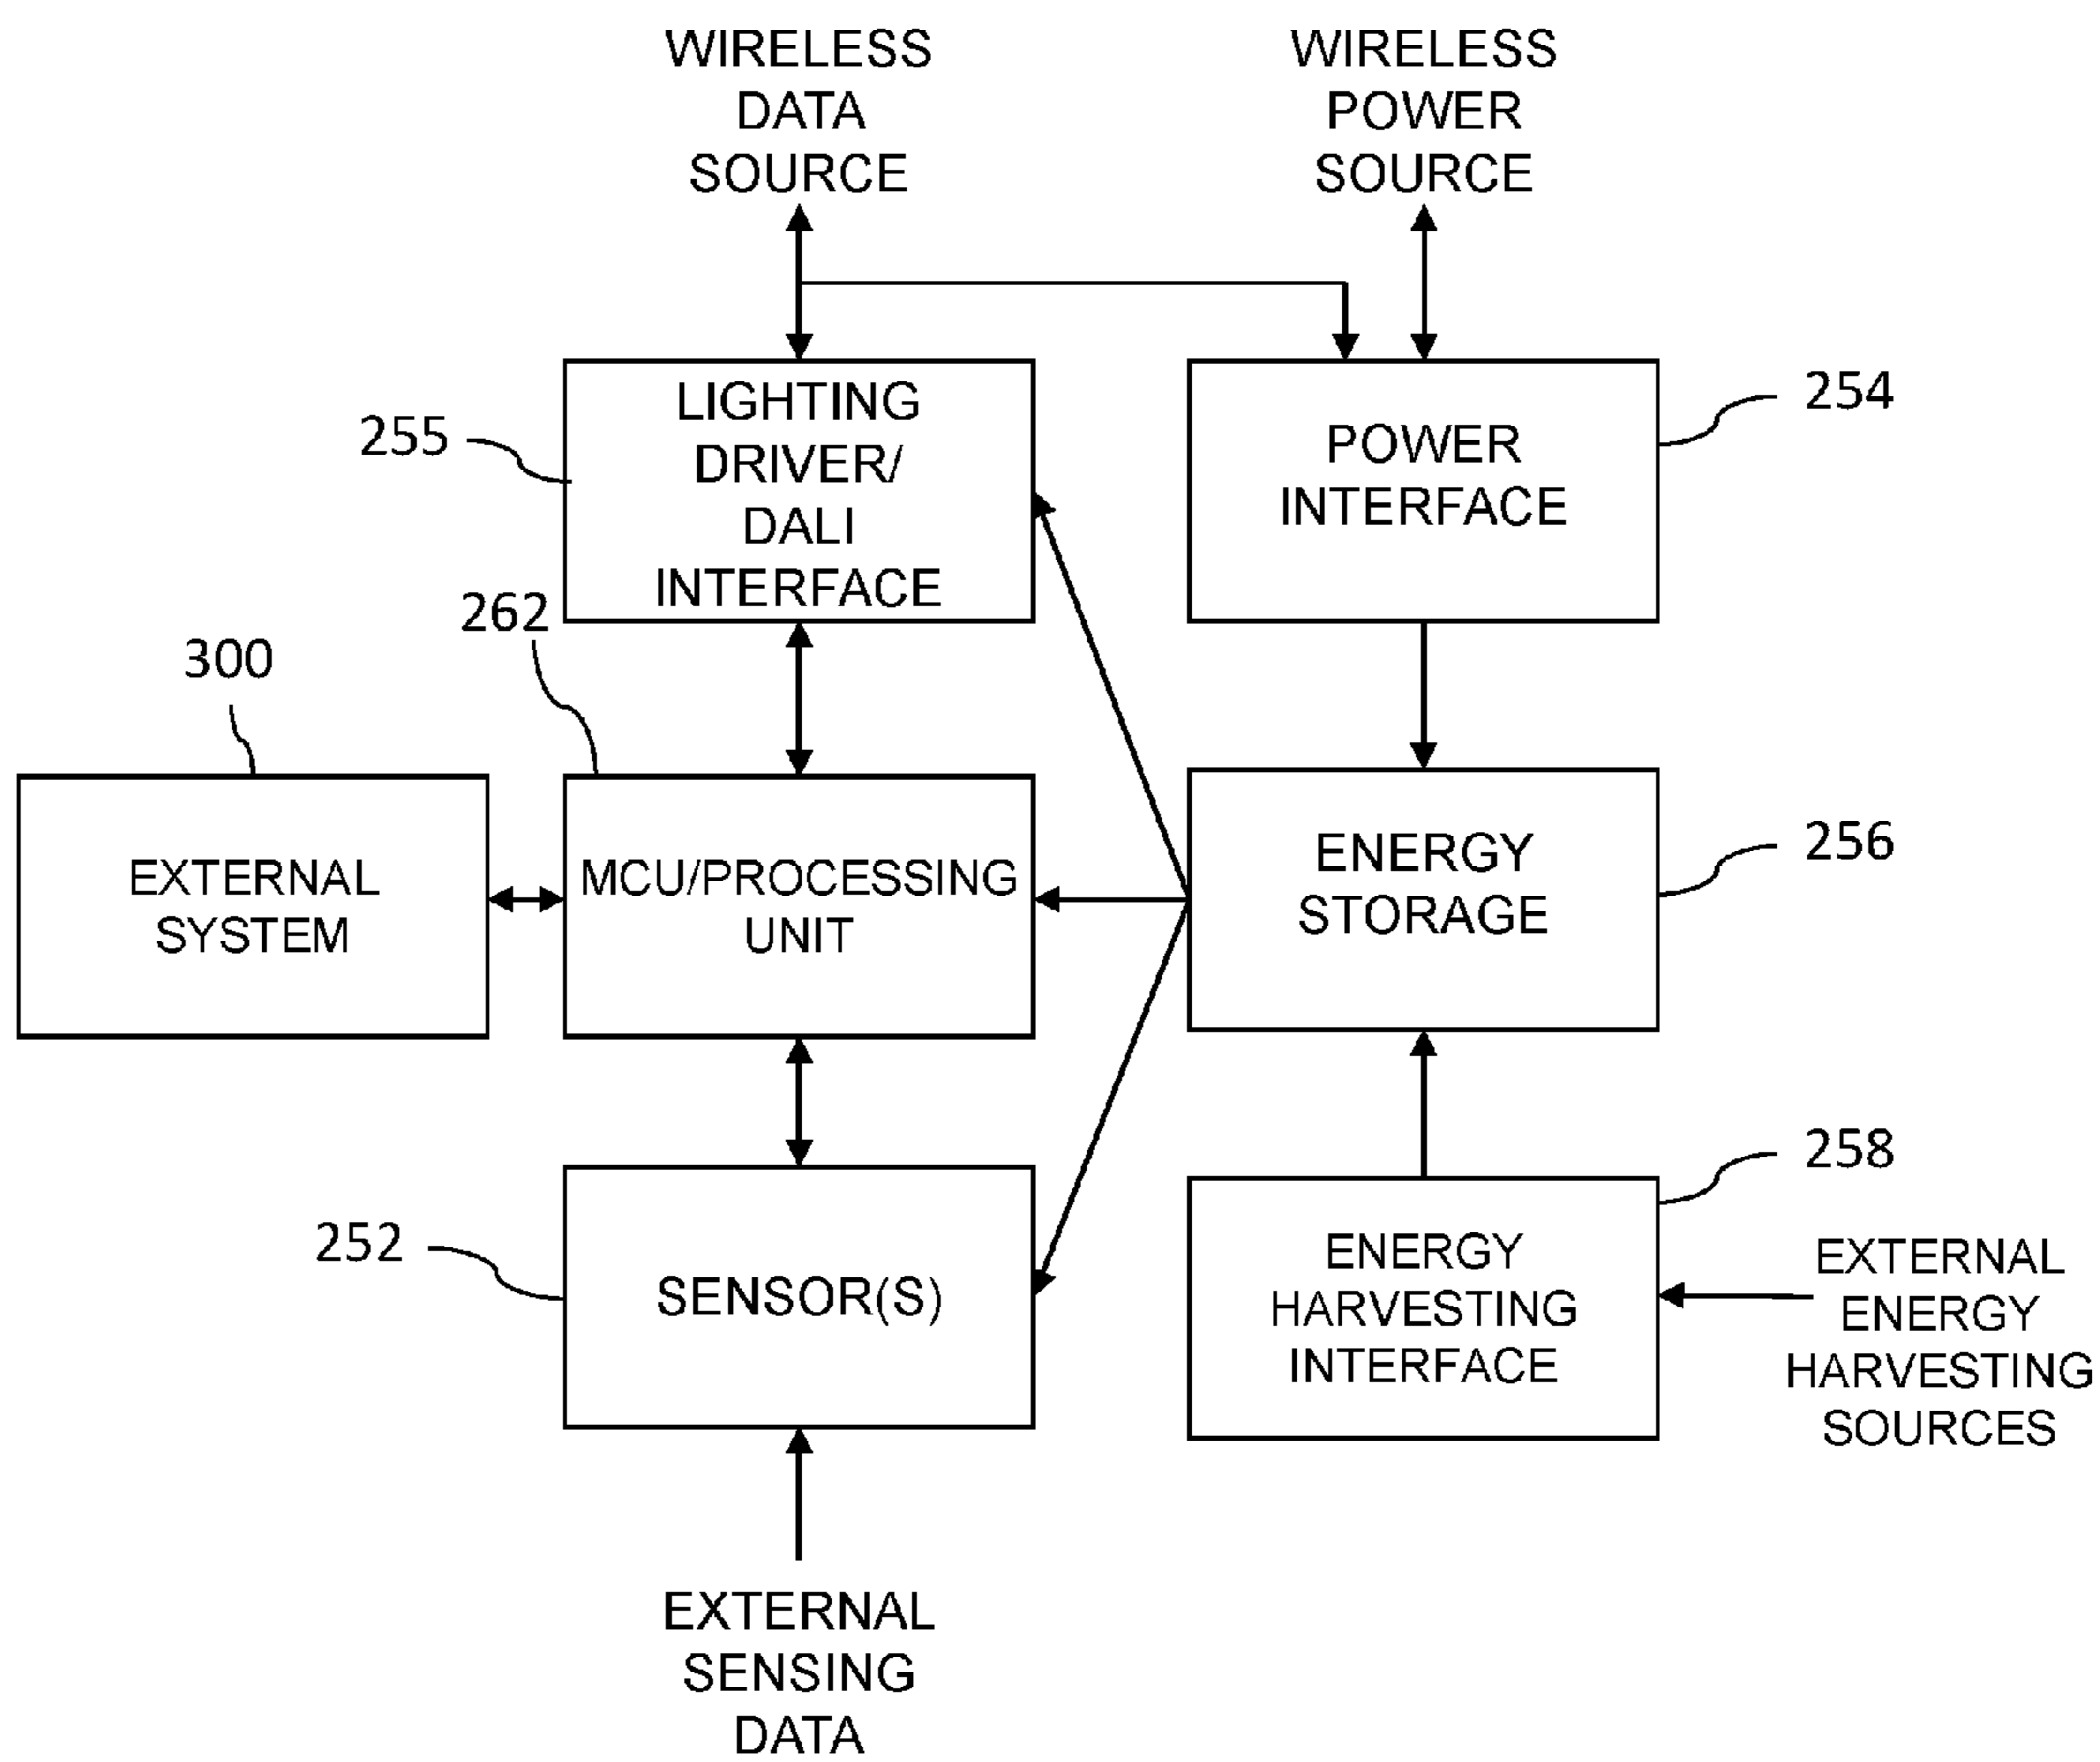 WIRELESS
DATA
SOURCE
WIRELESS
POWER
SOURCE
255
LIGHTING
DRIVER/
DALI
INTERFACE
POWER
INTERFACE
254
262
300
EXTERNAL
SYSTEM
MCU/PROCESSING
UNIT
ENERGY
STORAGE
256
252
SENSOR(S)
258
ENERGY
HARVESTING
INTERFACE
EXTERNAL
ENERGY
HARVESTING
SOURCES
EXTERNAL
SENSING
DATA